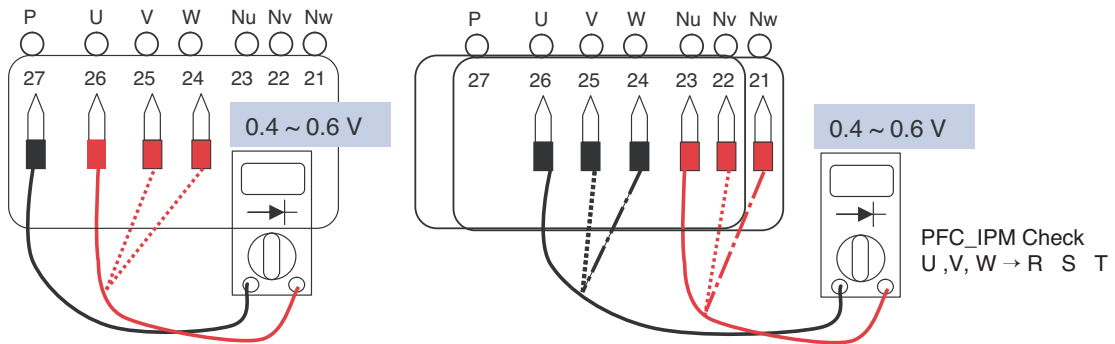 P U V W Nu Nv Nw
27 26 25 24 23 22 21
0.4 ~ 0.6 V
P U V W Nu Nv Nw
27 26 25 24 23 22 21
0.4 ~ 0.6 V
PFC_IPM Check
U ,V, W → R S T